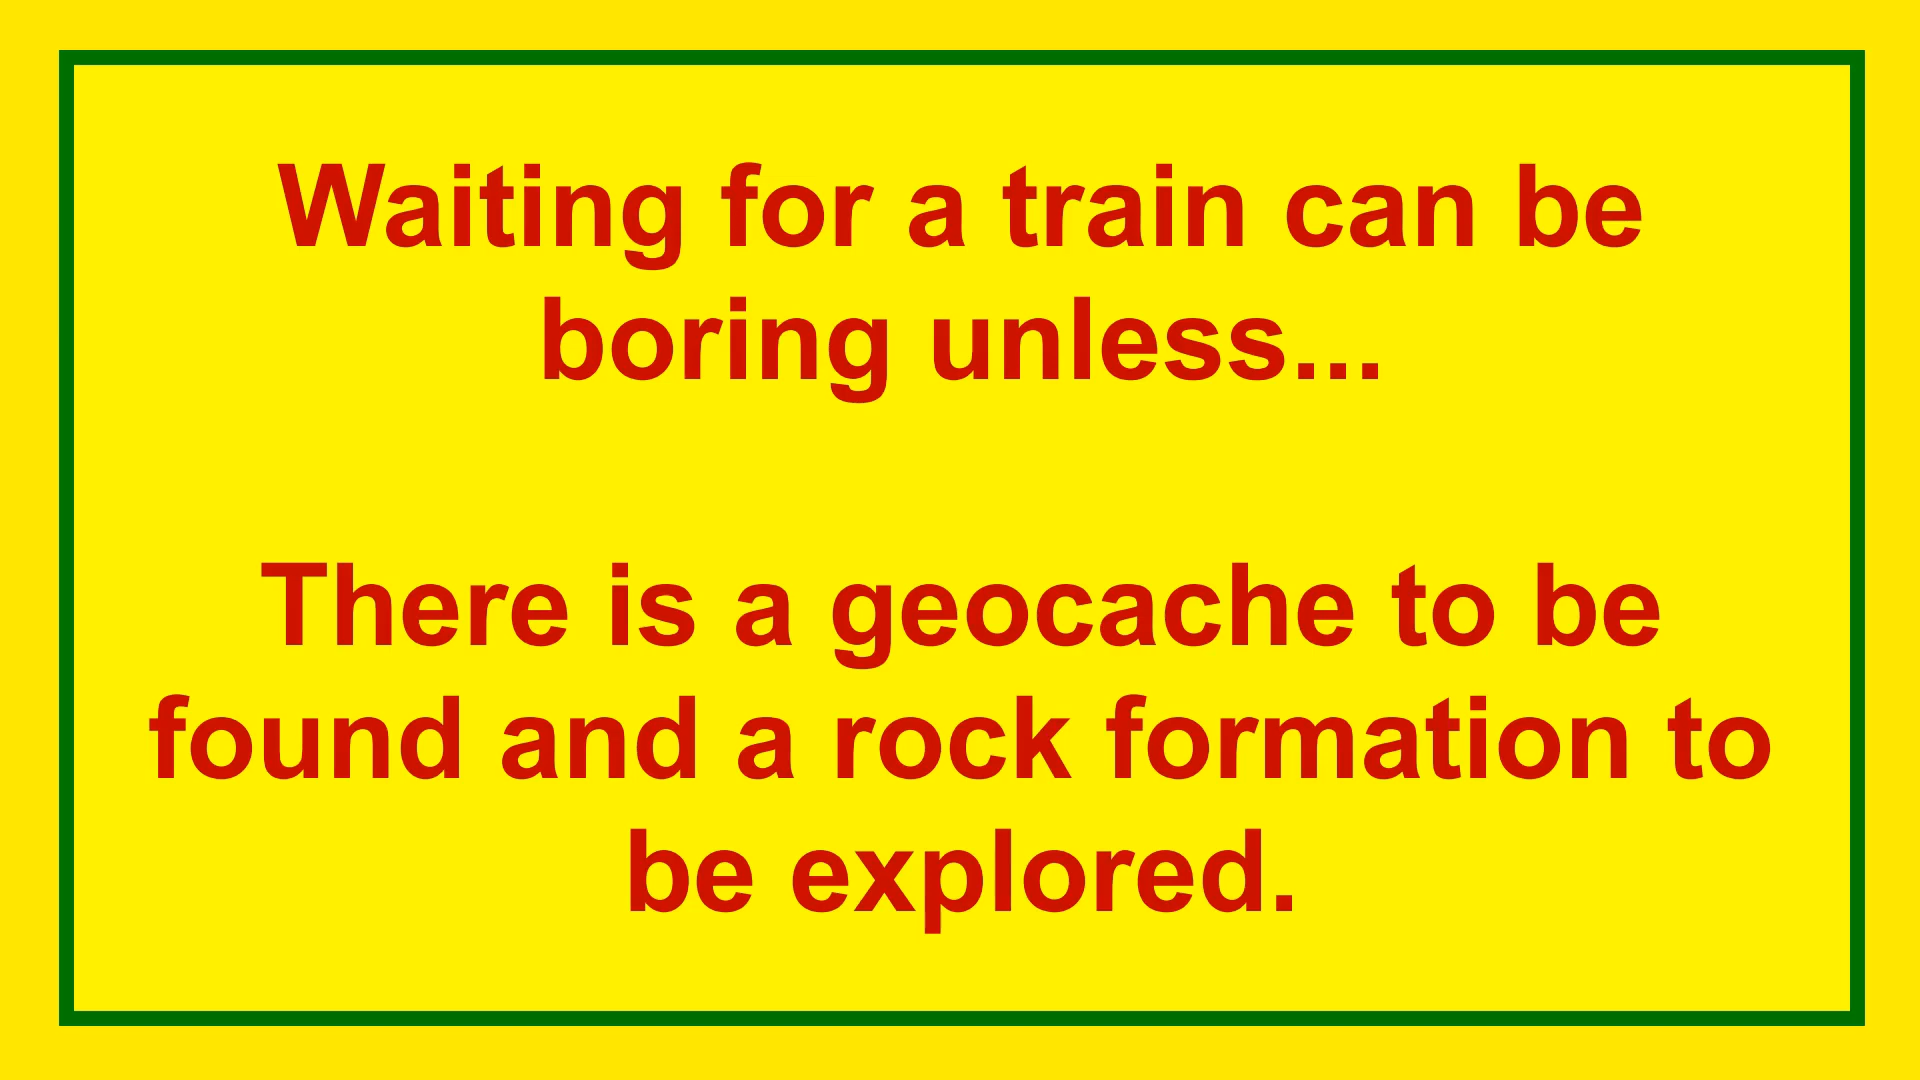 Waiting for a train can be
boring unless...
There is a geocache to be
found and a rock formation to
be explored.